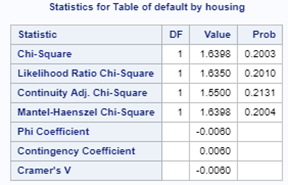 Statistics for Table of default by housing
Statistic DF Value Prob
Chi-Square 1 1.6398 0.2003
Likelihood Ratio Chi-Square 1 1.6350 0.2010
Continuity Adj. Chi-Square 1 1.5500 0.2131
Mantel-Haenszel Chi-Square 1 1.6398 0.2004
Phi Coefficient -0.0060
Contingency Coefficient 0.0060
Cramer's V -0.0060